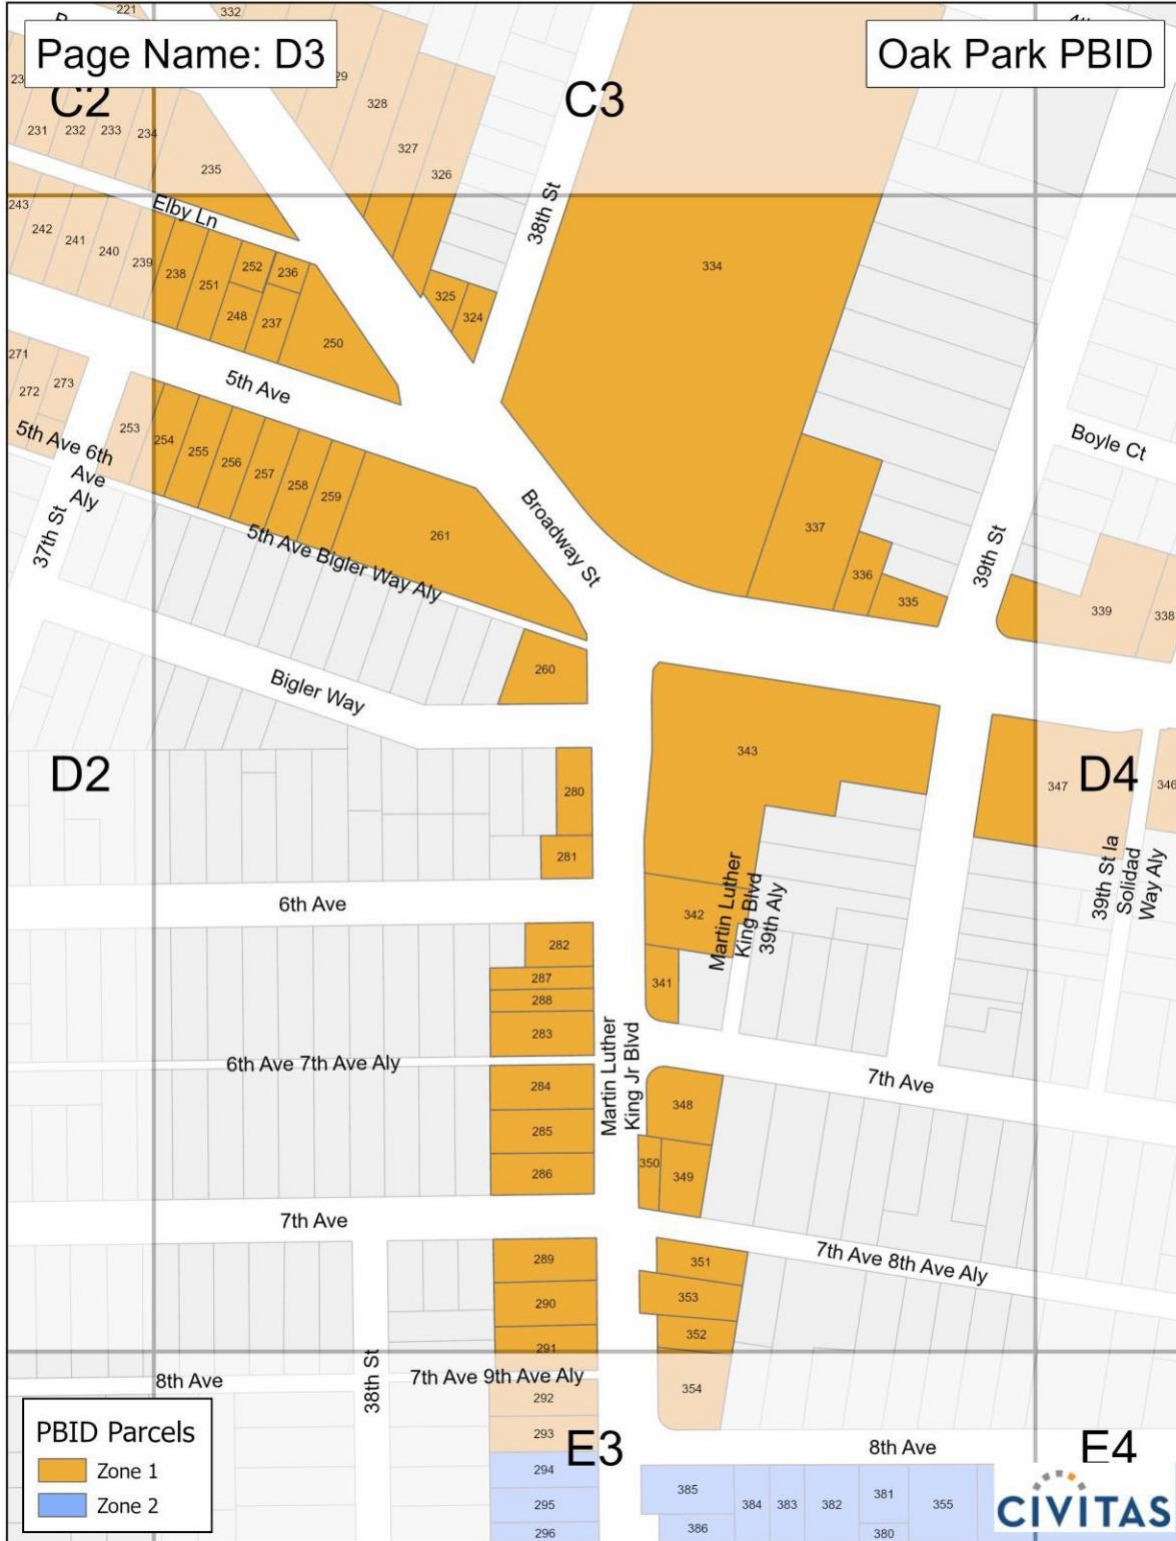 221
332
Page Name: D3
Oak Park PBID
C2
C3
328
327
326
231
232
233
234
235
38th St
243
242
241
240
239
Elby Ln
238
251
252
236
248
237
250
325
324
334
5th Ave
271
272
273
253
254
255
256
257
258
259
261
5th Ave 6th
Ave
Aly
37th St
5th Ave Bigler Way Aly
Broadway St
337
336
335
39th St
Boyle Ct
339
338
260
Bigler Way
D2
280
281
343
347
D4
346
Martin Luther
King Blvd
39th Aly
39th St la
Solidad
Way Aly
6th Ave
342
282
287
288
283
341
6th Ave 7th Ave Aly
Martin Luther
King Jr Blvd
7th Ave
284
285
286
348
350
349
7th Ave
7th Ave 8th Ave Aly
289
290
291
351
353
352
38th St
8th Ave
7th Ave 9th Ave Aly
354
292
293
E3
8th Ave
E4
PBID Parcels
Zone 1
Zone 2
294
295
296
385
386
384
383
382
381
380
355
CIVITAS